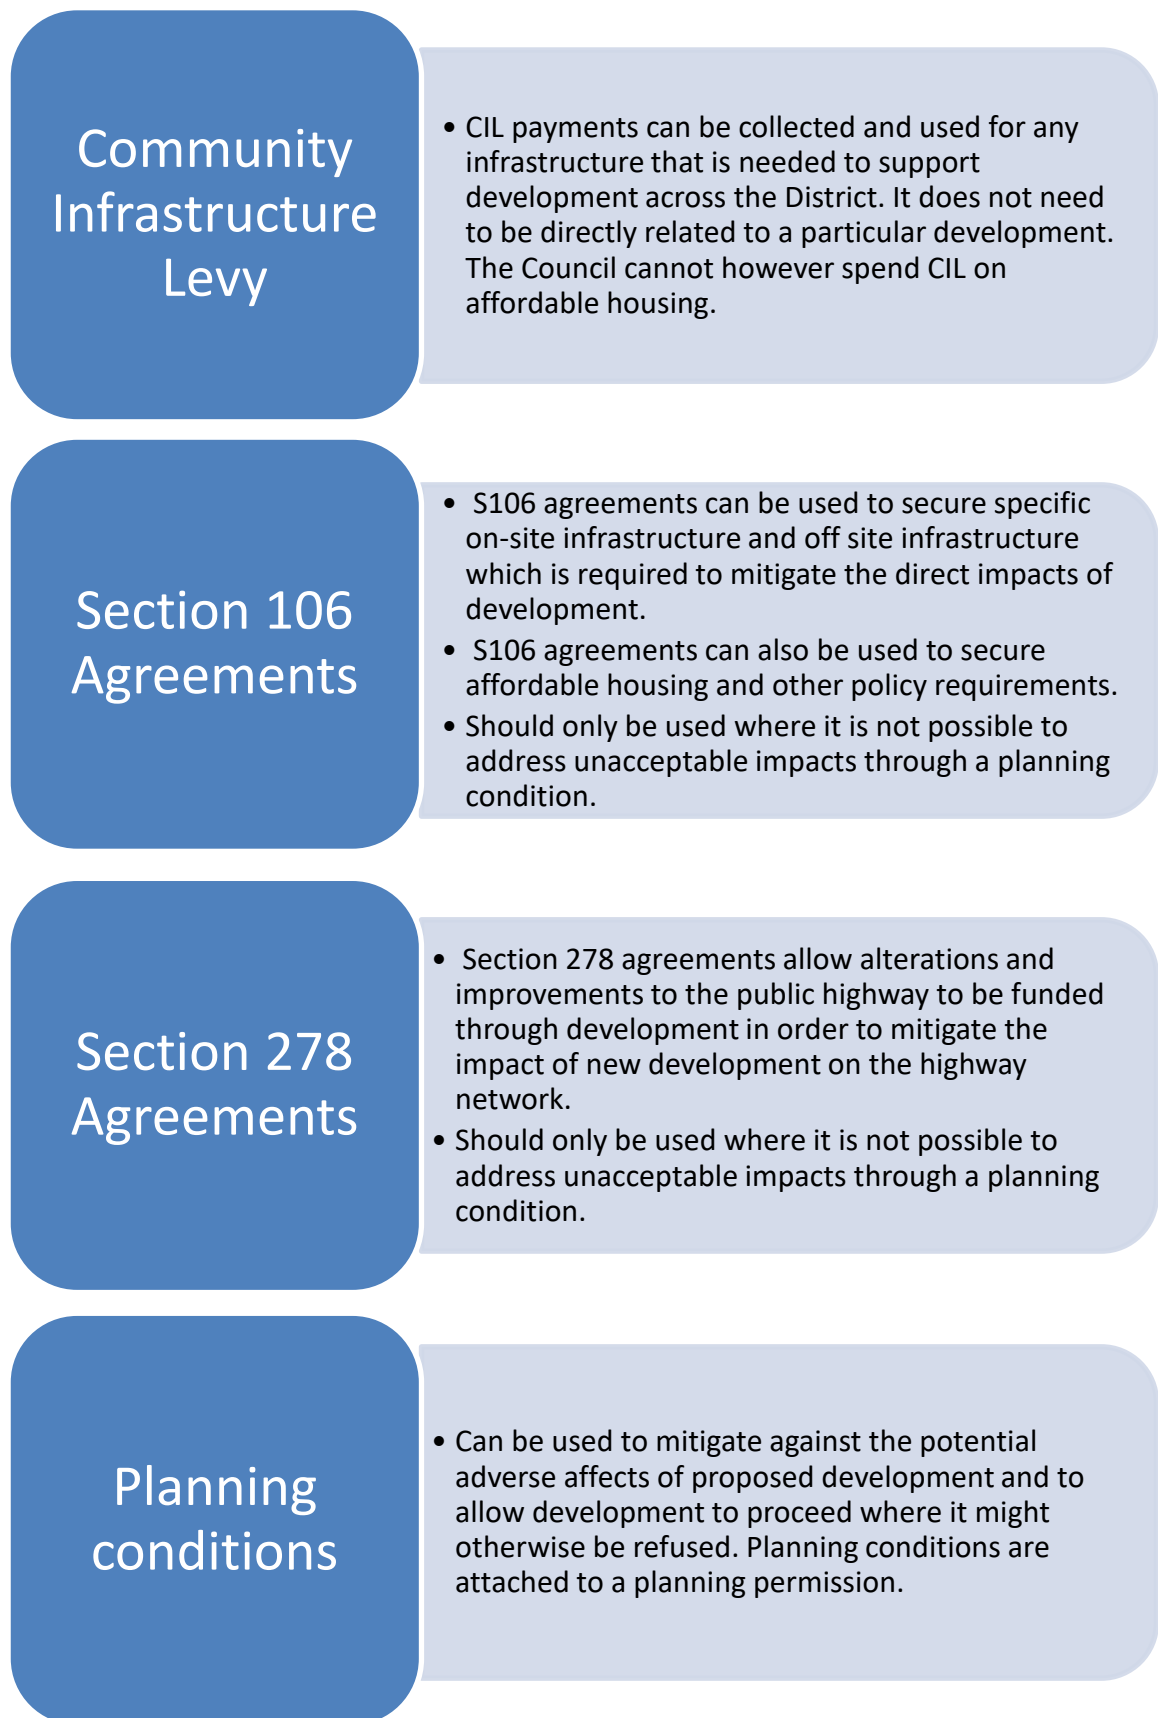 Community
Infrastructure
Levy
• CIL payments can be collected and used for any
infrastructure that is needed to support
development across the District. It does not need
to be directly related to a particular development.
The Council cannot however spend CIL on
affordable housing.
Section 106
Agreements
• S106 agreements can be used to secure specific
on-site infrastructure and off site infrastructure
which is required to mitigate the direct impacts of
development.
• S106 agreements can also be used to secure
affordable housing and other policy requirements.
• Should only be used where it is not possible to
address unacceptable impacts through a planning
condition.
Section 278
Agreements
• Section 278 agreements allow alterations and
improvements to the public highway to be funded
through development in order to mitigate the
impact of new development on the highway
network.
• Should only be used where it is not possible to
address unacceptable impacts through a planning
condition.
Planning
conditions
• Can be used to mitigate against the potential
adverse affects of proposed development and to
allow development to proceed where it might
otherwise be refused. Planning conditions are
attached to a planning permission.